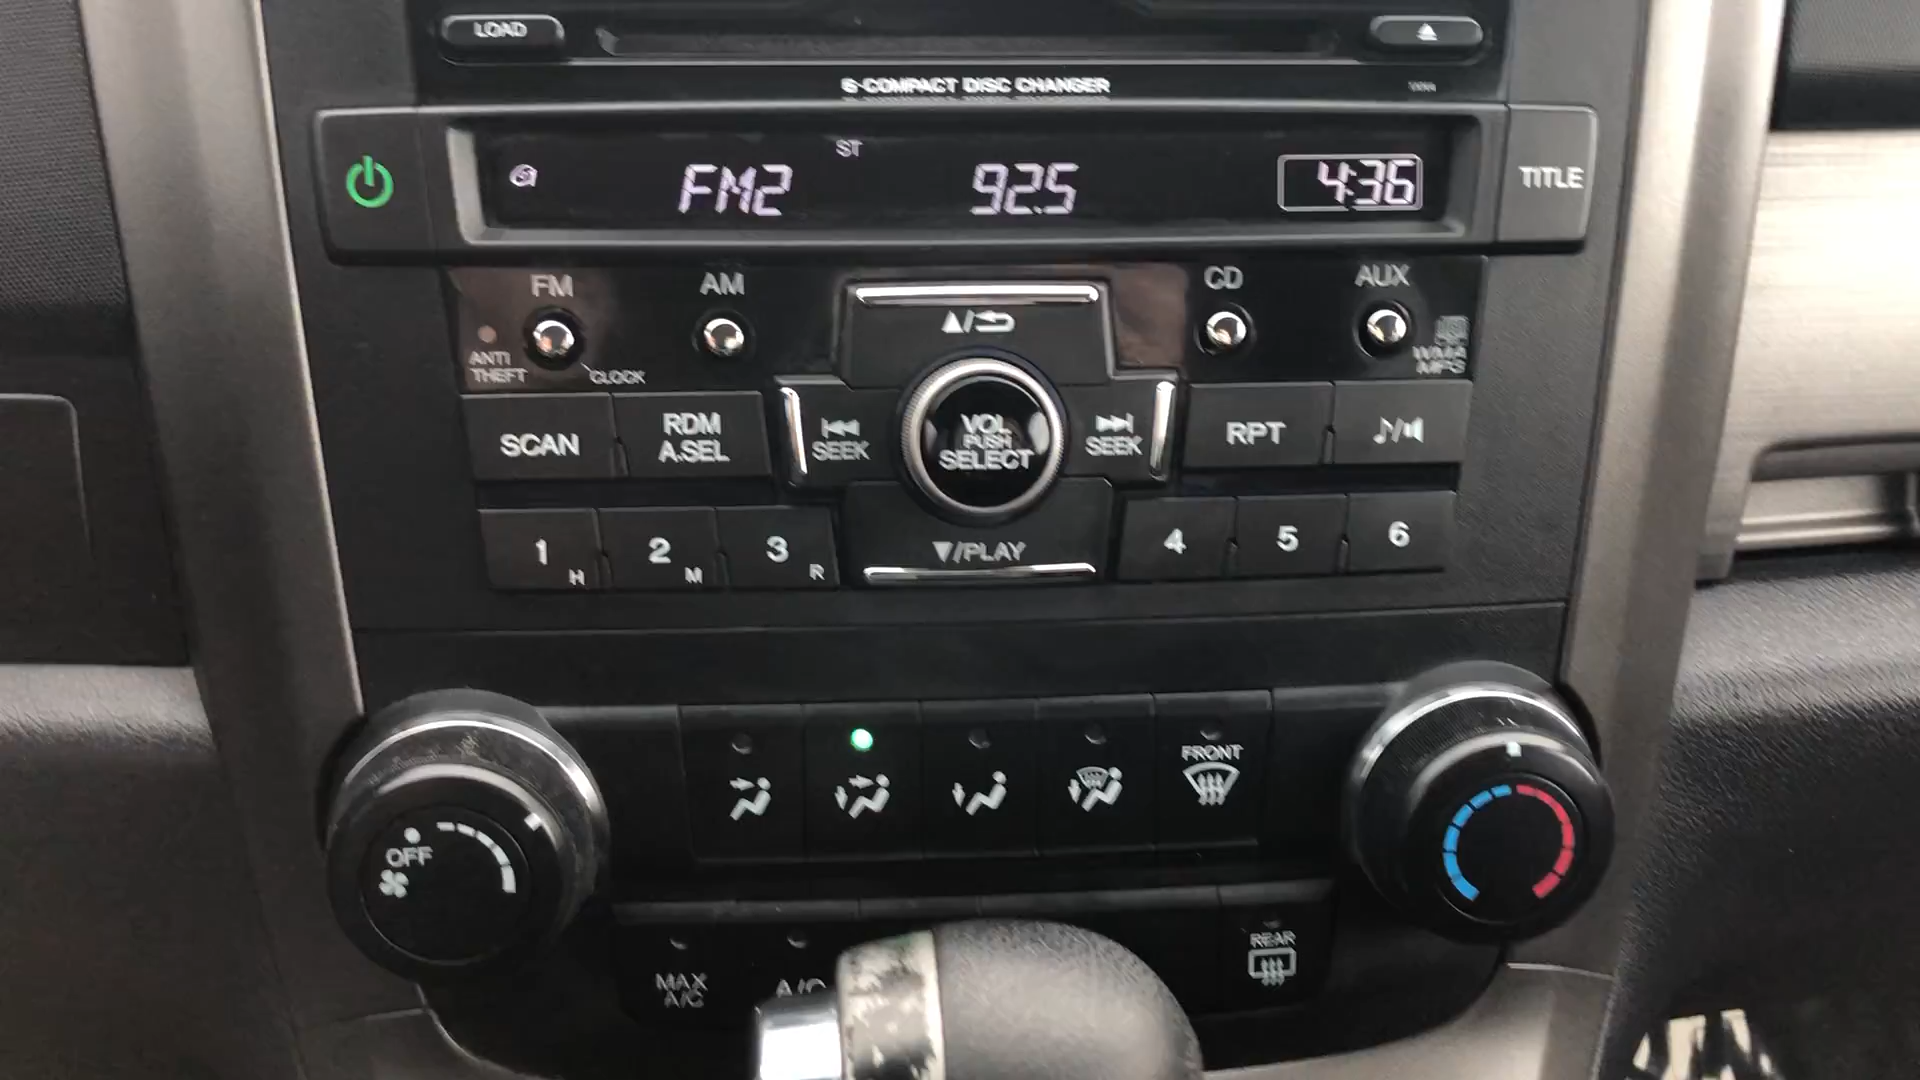 LOAD
6-COMPACT DISC CHANGER
ST
FM2 92.5 4:36
TITLE
FM AM CD AUX
ANTI
THEFT
CLOCK
WMA
MP3
SCAN
RDM
A.SEL
SEEK
VOL
PUSH
SELECT
SEEK
RPT
1 H 2 M 3 R
▼/PLAY
4 5 6
FRONT
OFF
MAX
A/C
A/C
REAR